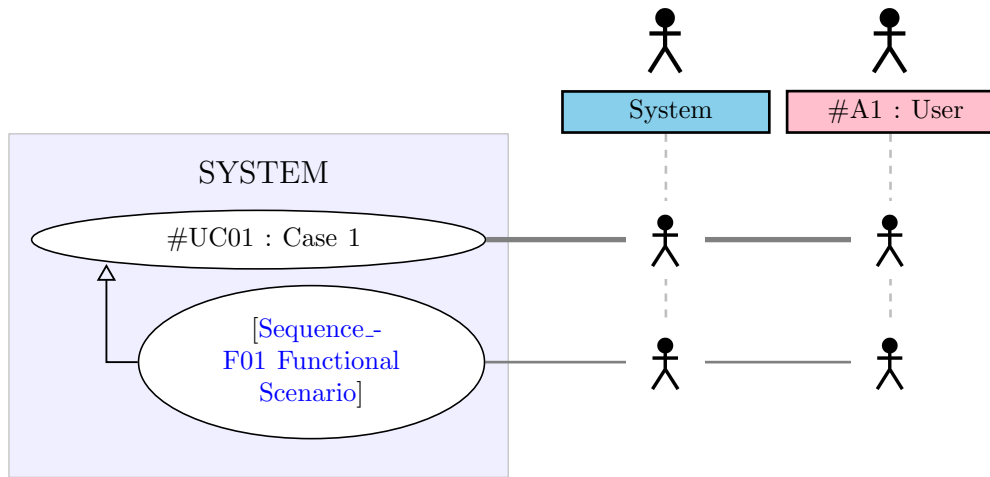 System
#A1 : User
SYSTEM
#UC01 : Case 1
[Sequence_-
F01 Functional
Scenario]